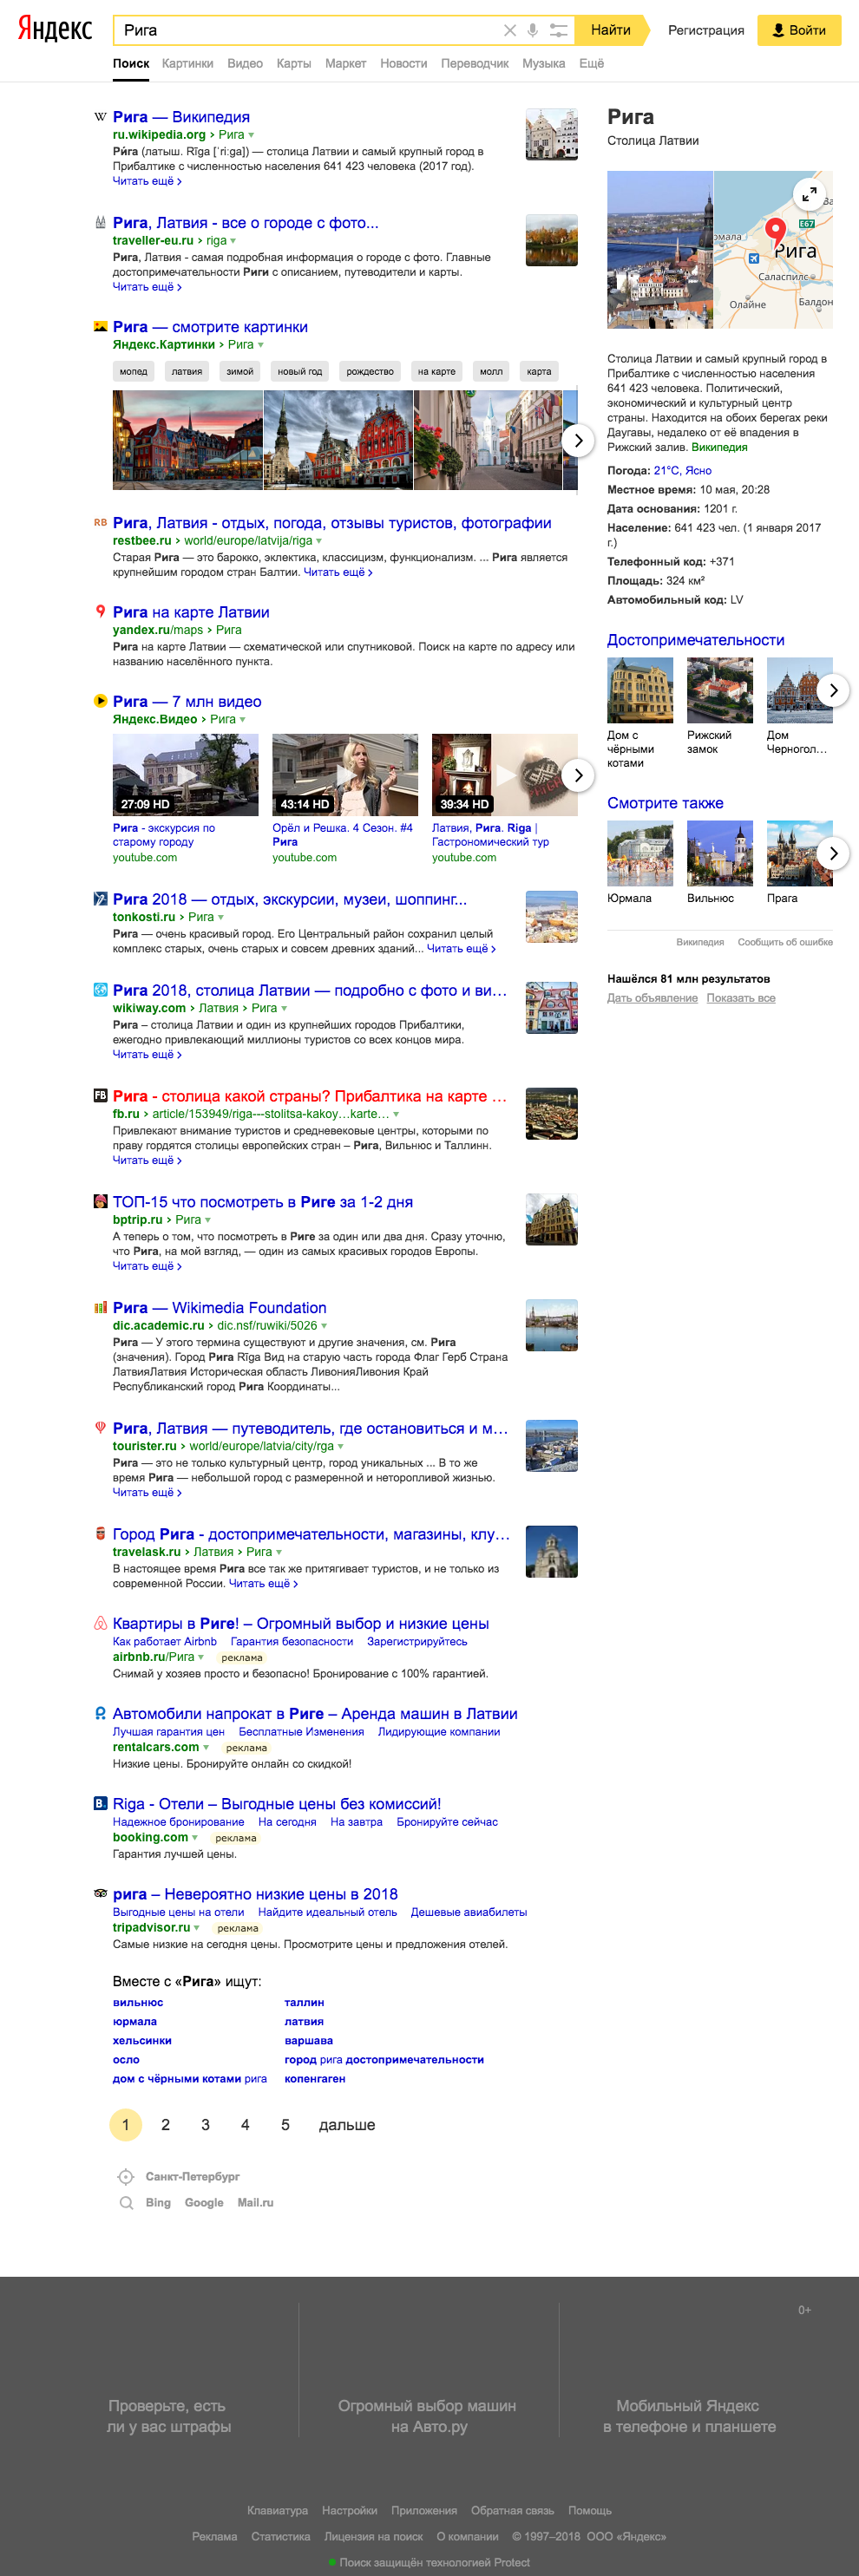 Яндекс
Рига
Найти
Регистрация
Войти
Поиск Картинки Видео Карты Маркет Новости Переводчик Музыка Ещё
Рига — Википедия
ru.wikipedia.org › Рига
Ри́га (латыш. Rīga [ˈriːga]) — столица Латвии и самый крупный город в
Прибалтике с численностью населения 641 423 человека (2017 год).
Читать ещё ›
Рига, Латвия - все о городе с фото...
traveller-eu.ru › riga
Рига, Латвия - самая подробная информация о городе с фото. Главные
достопримечательности Риги с описанием, путеводители и карты.
Читать ещё ›
Рига — смотрите картинки
Яндекс.Картинки › Рига
мопед латвия зимой новый год рождество на карте молл карта
RB
Рига, Латвия - отдых, погода, отзывы туристов, фотографии
restbee.ru › world/europe/latvija/riga
Старая Рига — это барокко, эклектика, классицизм, функционализм. ... Рига является
крупнейшим городом стран Балтии. Читать ещё ›
Рига на карте Латвии
yandex.ru/maps › Рига
Рига на карте Латвии — схематической или спутниковой. Поиск на карте по адресу или
названию населённого пункта.
Рига — 7 млн видео
Яндекс.Видео › Рига
27:09 HD
43:14 HD
39:34 HD
Рига - экскурсия по
старому городу
youtube.com
Орёл и Решка. 4 Сезон. #4
Рига
youtube.com
Латвия, Рига. Riga |
Гастрономический тур
youtube.com
Рига 2018 — отдых, экскурсии, музеи, шоппинг...
tonkosti.ru › Рига
Рига — очень красивый город. Его Центральный район сохранил целый
комплекс старых, очень старых и совсем древних зданий... Читать ещё ›
Рига 2018, столица Латвии — подробно с фото и ви…
wikiway.com › Латвия › Рига
Рига – столица Латвии и один из крупнейших городов Прибалтики,
ежегодно привлекающий миллионы туристов со всех концов мира.
Читать ещё ›
FB
Рига - столица какой страны? Прибалтика на карте …
fb.ru › article/153949/riga---stolitsa-kakoy…karte…
Привлекают внимание туристов и средневековые центры, которыми по
праву гордятся столицы европейских стран – Рига, Вильнюс и Таллинн.
Читать ещё ›
ТОП-15 что посмотреть в Риге за 1-2 дня
bptrip.ru › Рига
А теперь о том, что посмотреть в Риге за один или два дня. Сразу уточню,
что Рига, на мой взгляд, — один из самых красивых городов Европы.
Читать ещё ›
Рига — Wikimedia Foundation
dic.academic.ru › dic.nsf/ruwiki/5026
Рига — У этого термина существуют и другие значения, см. Рига
(значения). Город Рига Rīga Вид на старую часть города Флаг Герб Страна
ЛатвияЛатвия Историческая область ЛивонияЛивония Край
Республиканский город Рига Координаты...
Рига, Латвия — путеводитель, где остановиться и м…
tourister.ru › world/europe/latvia/city/rga
Рига — это не только культурный центр, город уникальных ... В то же
время Рига — небольшой город с размеренной и неторопливой жизнью.
Читать ещё ›
Город Рига - достопримечательности, магазины, клу…
travelask.ru › Латвия › Рига
В настоящее время Рига все так же притягивает туристов, и не только из
современной России. Читать ещё ›
Квартиры в Риге! – Огромный выбор и низкие цены
Как работает Airbnb Гарантия безопасности Зарегистрируйтесь
airbnb.ru/Рига реклама
Снимай у хозяев просто и безопасно! Бронирование с 100% гарантией.
Автомобили напрокат в Риге – Аренда машин в Латвии
Лучшая гарантия цен Бесплатные Изменения Лидирующие компании
rentalcars.com реклама
Низкие цены. Бронируйте онлайн со скидкой!
B.
Riga - Отели – Выгодные цены без комиссий!
Надежное бронирование На сегодня На завтра Бронируйте сейчас
booking.com реклама
Гарантия лучшей цены.
рига – Невероятно низкие цены в 2018
Выгодные цены на отели Найдите идеальный отель Дешевые авиабилеты
tripadvisor.ru реклама
Самые низкие на сегодня цены. Просмотрите цены и предложения отелей.
Вместе с «Рига» ищут:
вильнюс таллин
юрмала латвия
хельсинки варшава
осло город рига достопримечательности
дом с чёрными котами рига копенгаген
1 2 3 4 5 дальше
Санкт-Петербург
Bing Google Mail.ru
Рига
Столица Латвии
E67
Рига
Саласпилс
Олайне
Балдон
Столица Латвии и самый крупный город в
Прибалтике с численностью населения
641 423 человека. Политический,
экономический и культурный центр
страны. Находится на обоих берегах реки
Даугавы, недалеко от её впадения в
Рижский залив. Википедия
Погода: 21°C, Ясно
Местное время: 10 мая, 20:28
Дата основания: 1201 г.
Население: 641 423 чел. (1 января 2017
г.)
Телефонный код: +371
Площадь: 324 км²
Автомобильный код: LV
Достопримечательности
Дом с
чёрными
котами
Рижский
замок
Дом
Черногол…
Смотрите также
Юрмала Вильнюс Прага
Википедия Сообщить об ошибке
Нашёлся 81 млн результатов
Дать объявление Показать все
0+
Проверьте, есть
ли у вас штрафы
Огромный выбор машин
на Авто.ру
Мобильный Яндекс
в телефоне и планшете
Клавиатура Настройки Приложения Обратная связь Помощь
Реклама Статистика Лицензия на поиск О компании © 1997–2018 ООО «Яндекс»
Поиск защищён технологией Protect